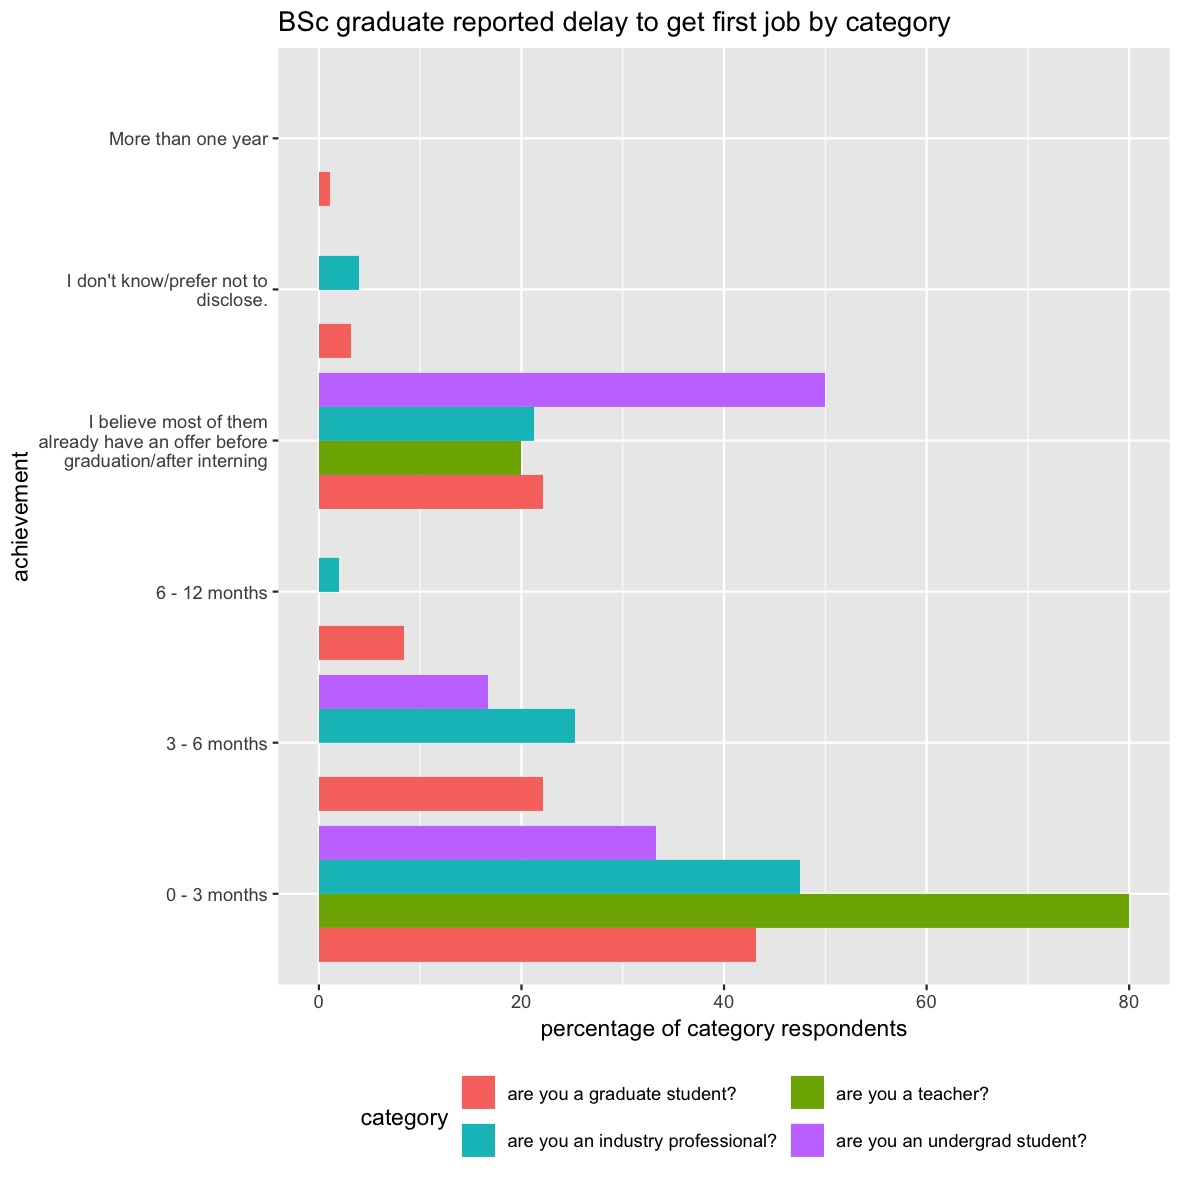 BSc graduate reported delay to get first job by category
More than one year
I don't know/prefer not to
disclose.
I believe most of them
already have an offer before
graduation/after interning
6 - 12 months
3 - 6 months
0 - 3 months
achievement
0 20 40 60 80
percentage of category respondents
category
are you a graduate student?
are you a teacher?
are you an industry professional?
are you an undergrad student?